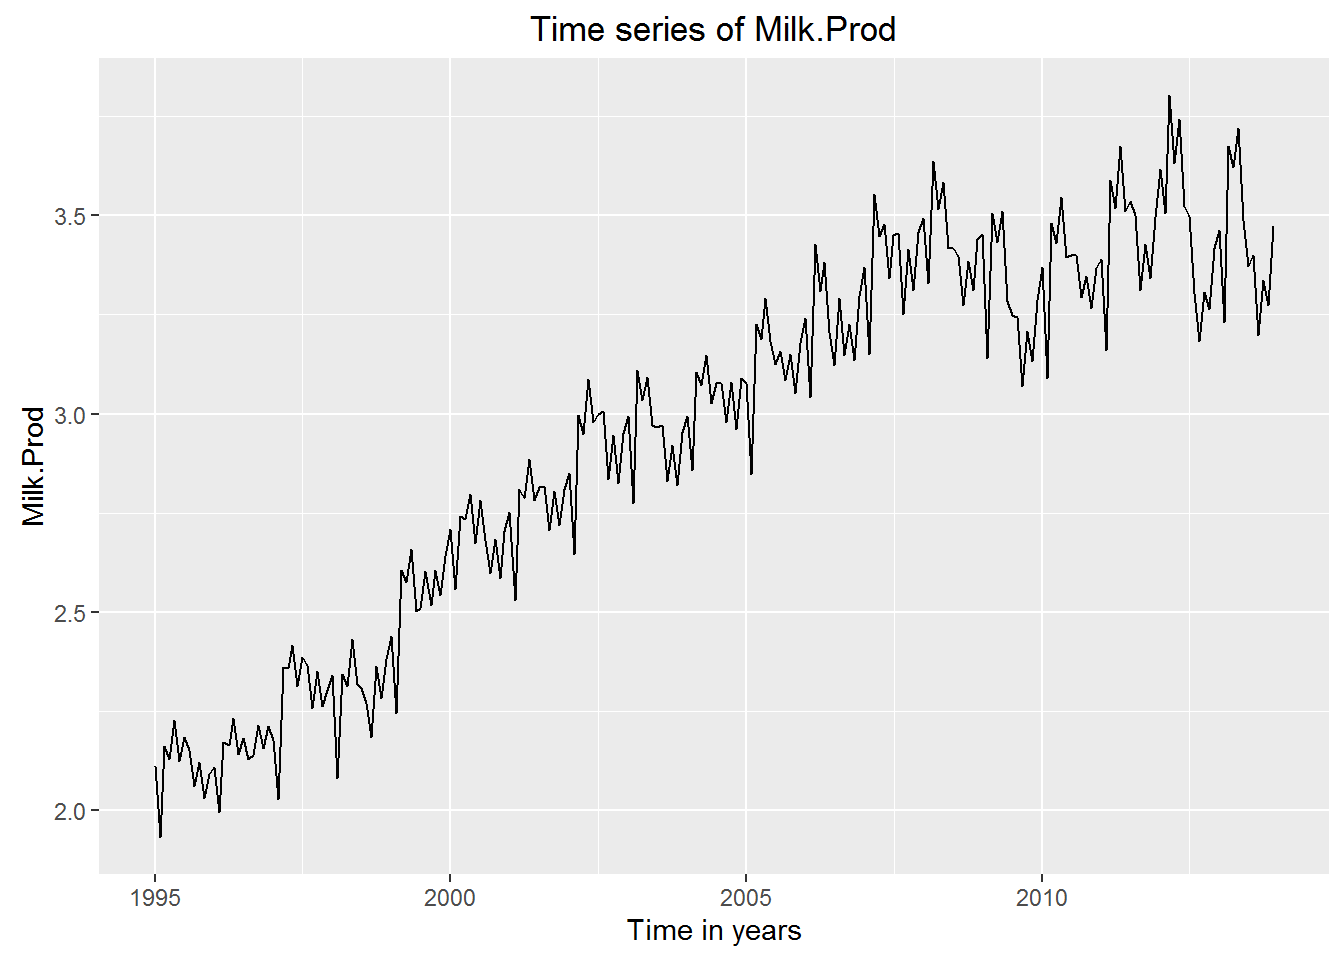 Time series of Milk.Prod
Milk.Prod
3.5
3.0
2.5
2.0
1995 2000 2005 2010
Time in years